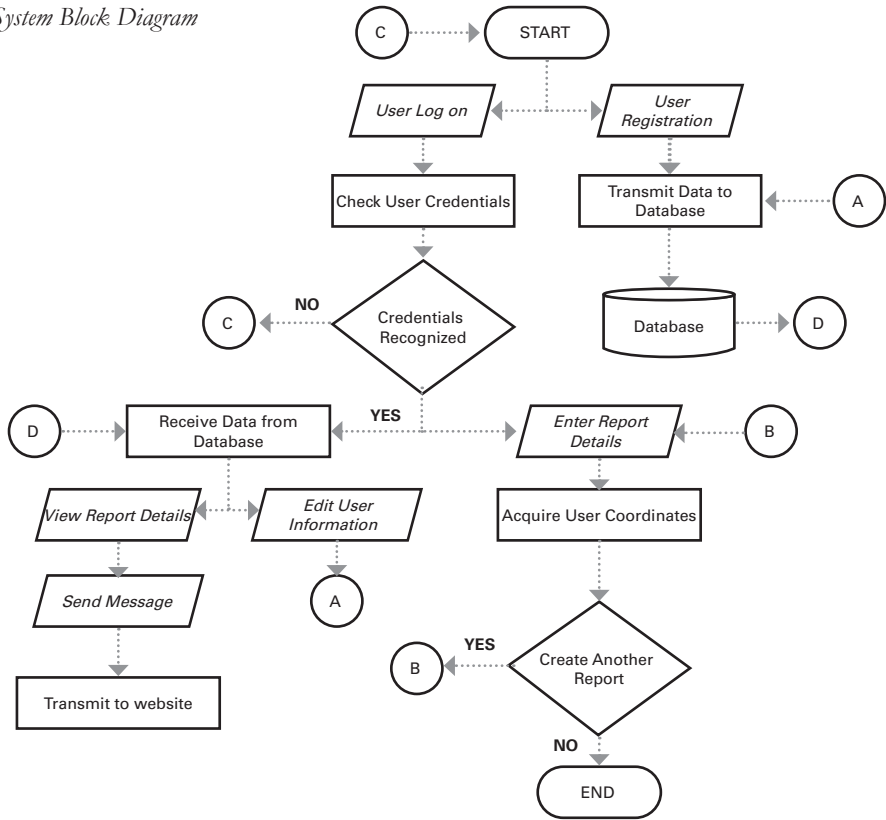 System Block Diagram
C
START
User Log on
User
Registration
Check User Credentials
Transmit Data to
Database
A
NO
C
Credentials
Recognized
Database
D
YES
D
Receive Data from
Database
Enter Report
Details
B
View Report Details
Edit User
Information
Acquire User Coordinates
Send Message
A
YES
B
Create Another
Report
Transmit to website
NO
END